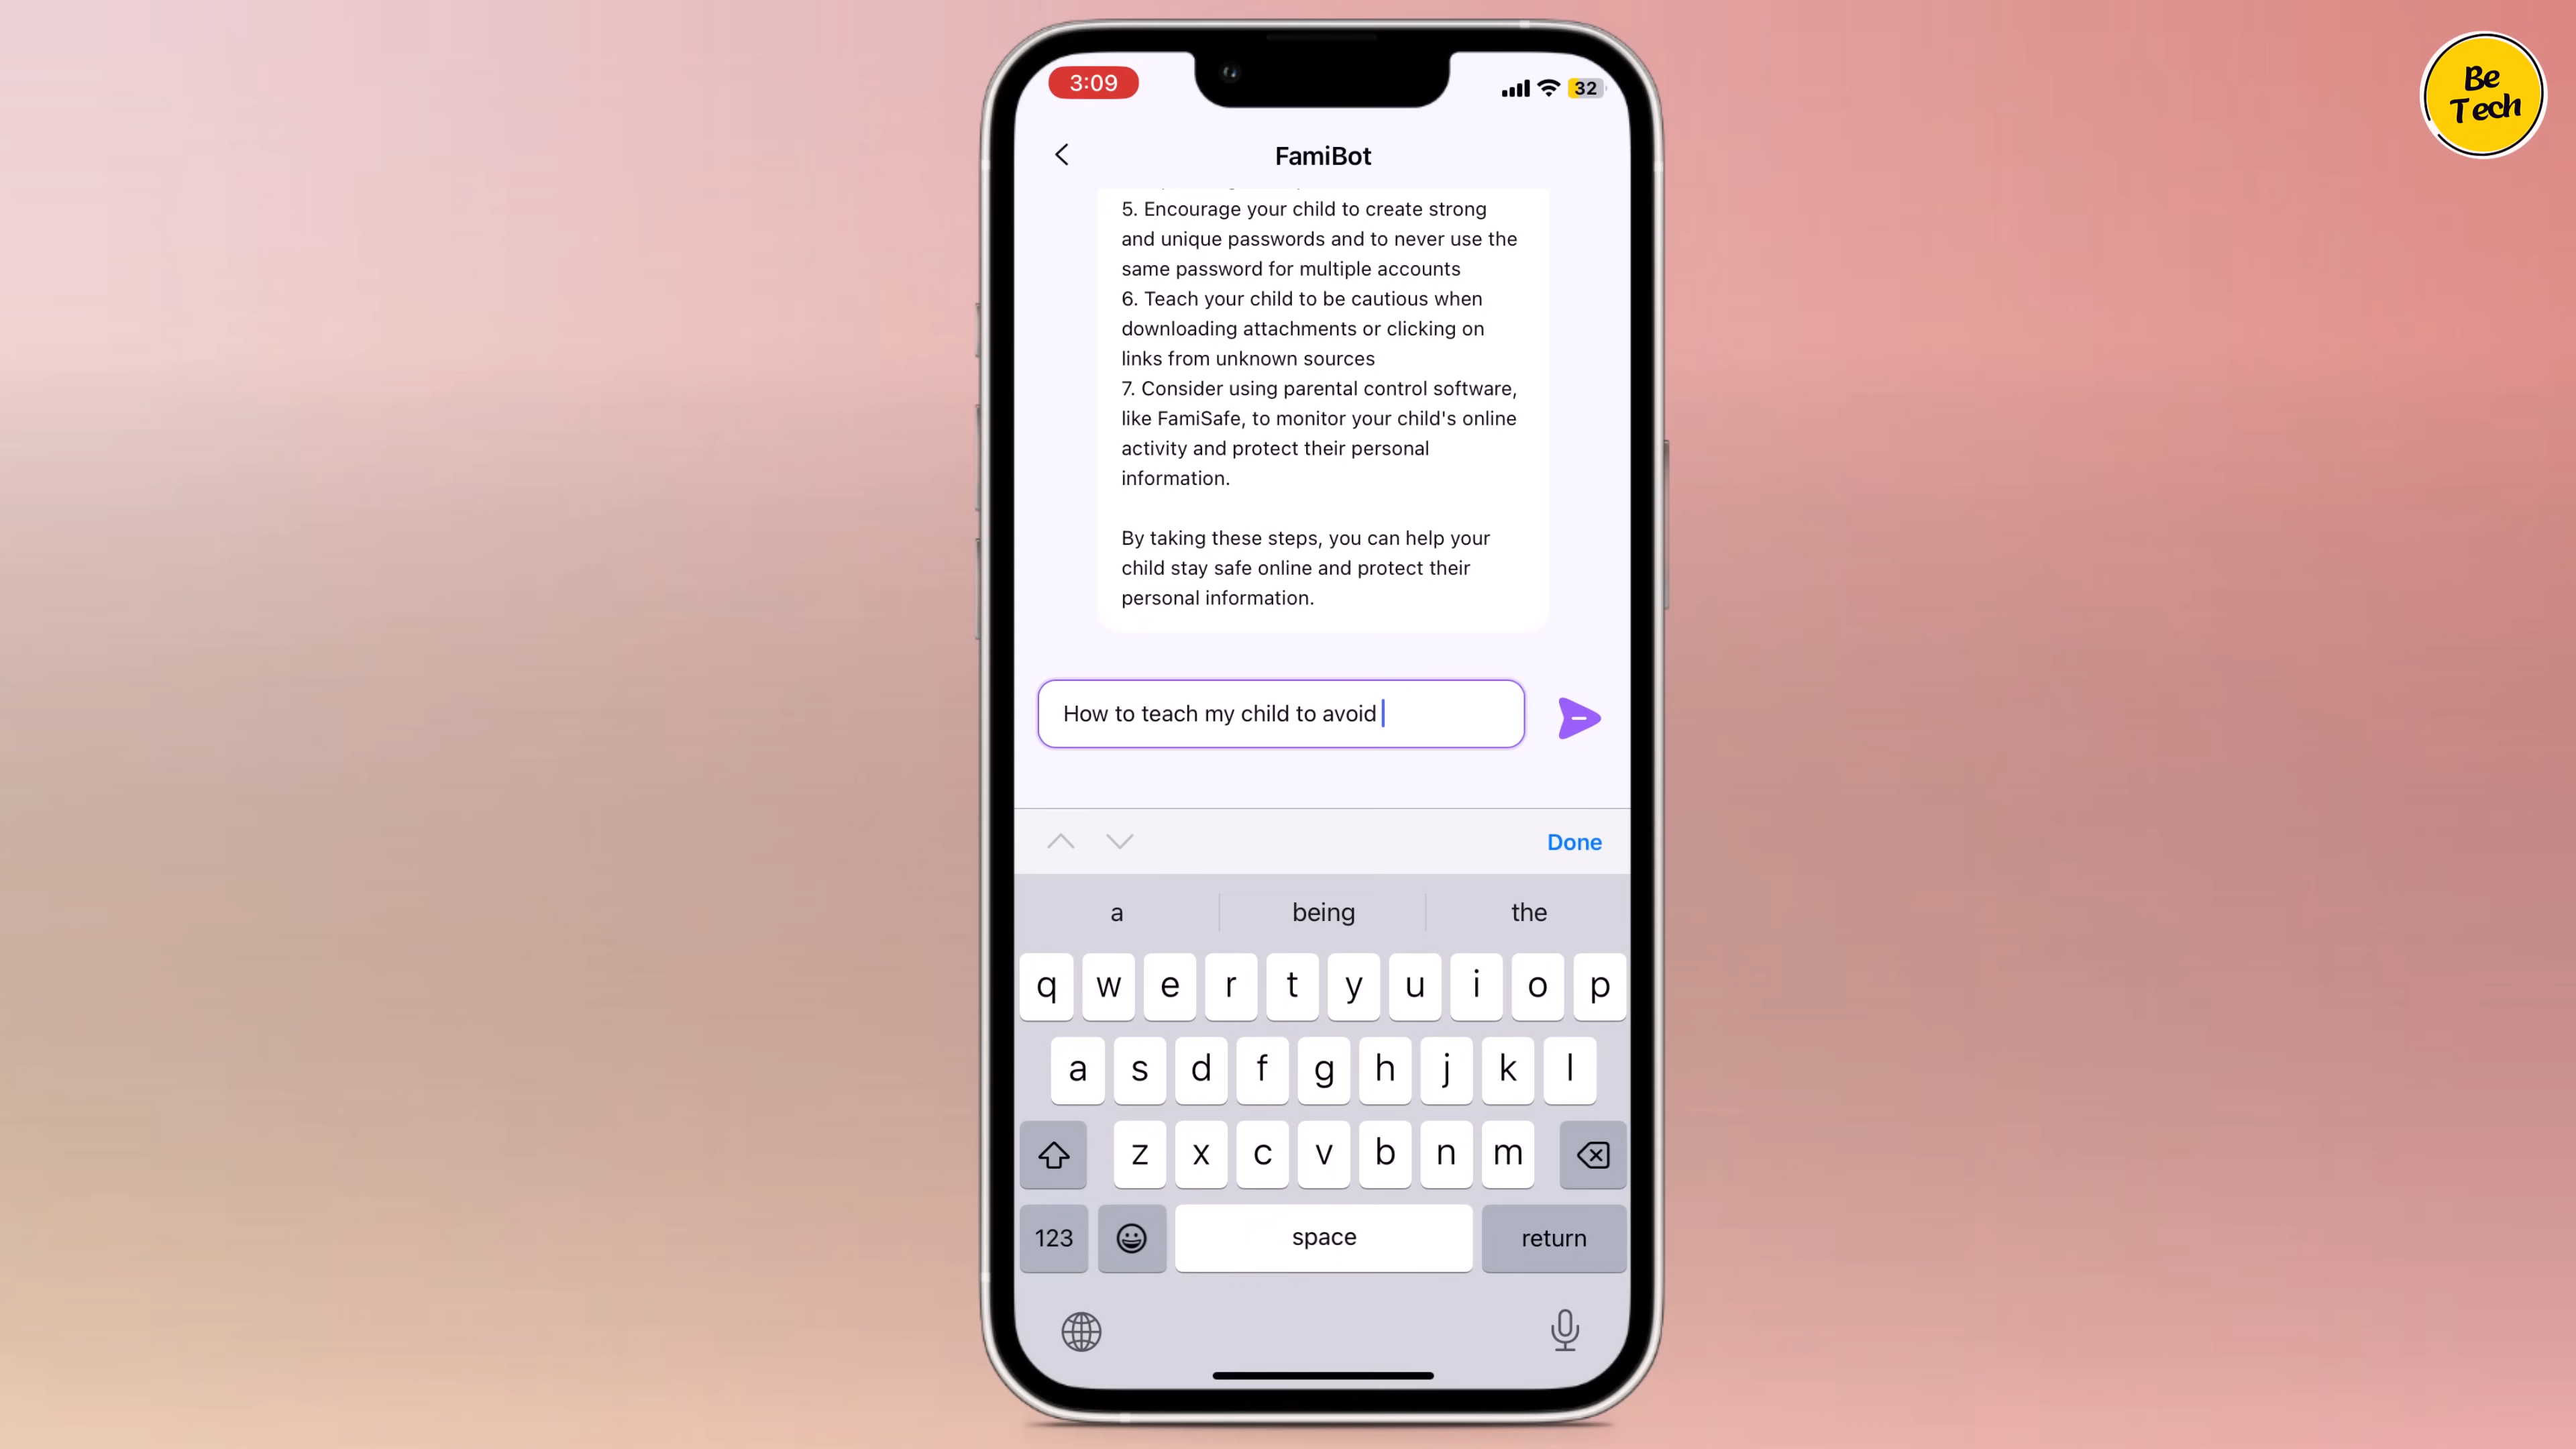 Be
Tech
3:09
32
FamiBot
5. Encourage your child to create strong
and unique passwords and to never use the
same password for multiple accounts
6. Teach your child to be cautious when
downloading attachments or clicking on
links from unknown sources
7. Consider using parental control software,
like FamiSafe, to monitor your child's online
activity and protect their personal
information.
By taking these steps, you can help your
child stay safe online and protect their
personal information.
How to teach my child to avoid
Done
a being the
q w e r t y u i o p
a s d f g h j k l
z x c v b n m
123 space return